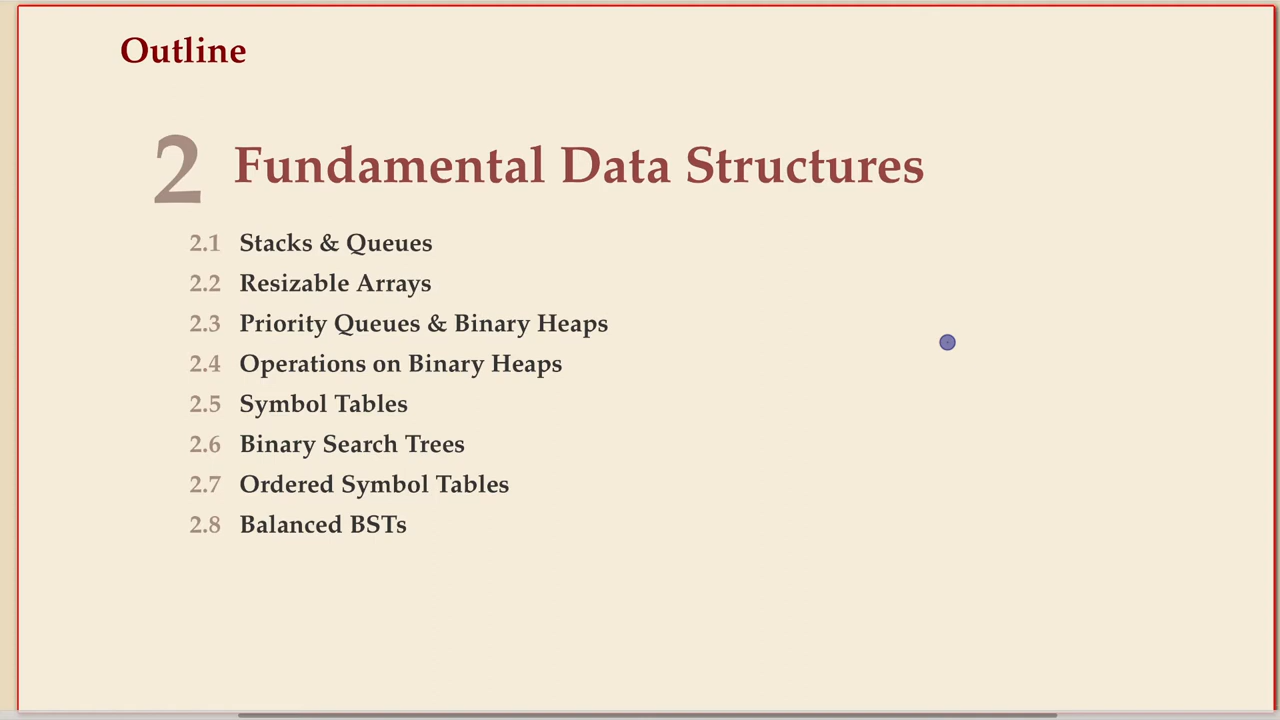 Outline
2 Fundamental Data Structures
2.1 Stacks & Queues
2.2 Resizable Arrays
2.3 Priority Queues & Binary Heaps
2.4 Operations on Binary Heaps
2.5 Symbol Tables
2.6 Binary Search Trees
2.7 Ordered Symbol Tables
2.8 Balanced BSTs